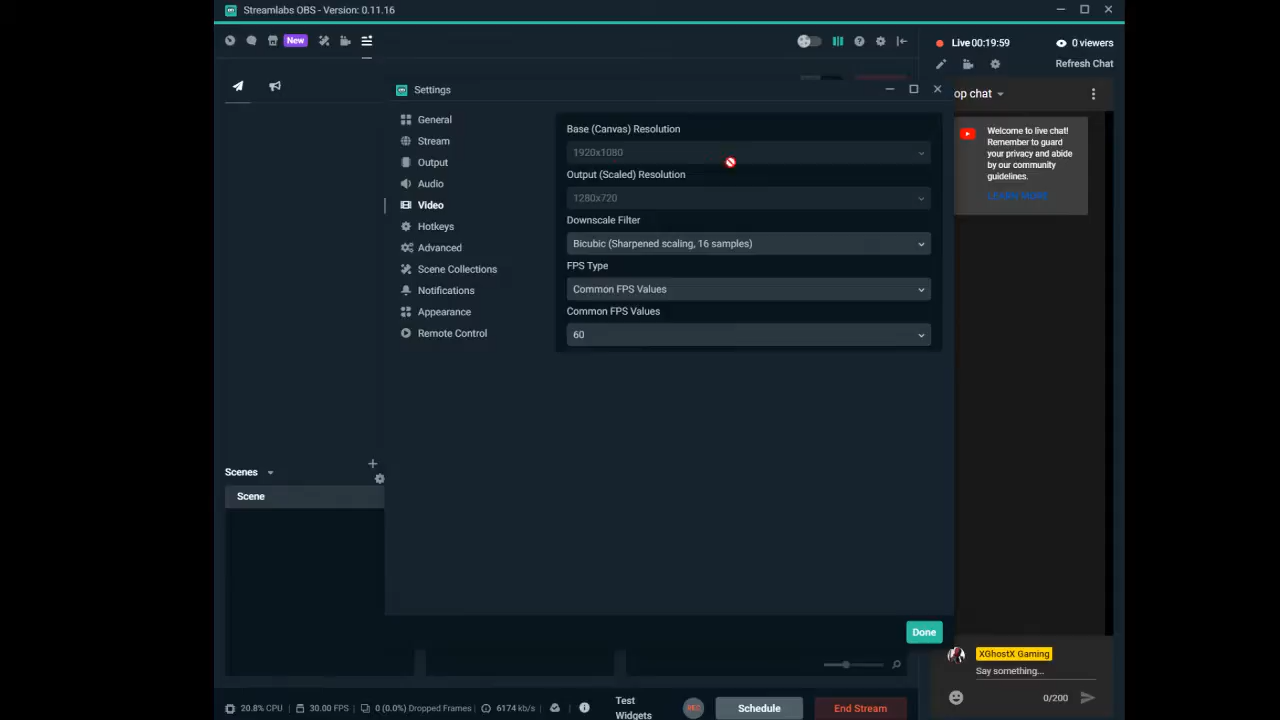 Streamlabs OBS - Version: 0.11.16
New
Live 00:19:59
0 viewers
Refresh Chat
Settings
General
Stream
Output
Audio
Video
Hotkeys
Advanced
Scene Collections
Notifications
Appearance
Remote Control
Base (Canvas) Resolution
1920x1080
Output (Scaled) Resolution
1280x720
Downscale Filter
Bicubic (Sharpened scaling, 16 samples)
FPS Type
Common FPS Values
Common FPS Values
60
Done
op chat
Welcome to live chat!
Remember to guard
your privacy and abide
by our community
guidelines.
LEARN MORE
Scenes
Scene
XGhostX Gaming
Say something...
0/200
20.8% CPU
30.00 FPS
0 (0.0%) Dropped Frames
6174 kb/s
Test
Widgets
REC
Schedule
End Stream